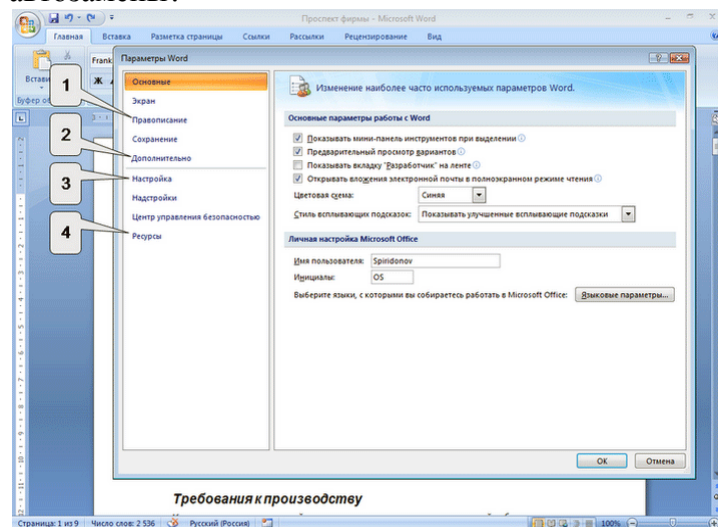 автозамены.
Проспект фирмы - Microsoft Word
Главная Вставка Разметка страницы Ссылки Рассылки Рецензирование Вид
Frank
Параметры Word
1
2
3
4
Основные
Экран
Правописание
Сохранение
Дополнительно
Настройка
Надстройки
Центр управления безопасностью
Ресурсы
Изменение наиболее часто используемых параметров Word.
Основные параметры работы с Word
Показывать мини-панель инструментов при выделении
Предварительный просмотр вариантов
Показывать вкладку "Разработчик" на ленте
Открывать вложения электронной почты в полноэкранном режиме чтения
Цветовая схема: Синяя
Стиль всплывающих подсказок: Показывать улучшенные всплывающие подсказки
Личная настройка Microsoft Office
Имя пользователя: Spiridonov
Инициалы: OS
Выберите языки, с которыми вы собираетесь работать в Microsoft Office: Языковые параметры...
ОК Отмена
Требования к производству
Страница: 1 из 9 Число слов: 2 536 Русский (Россия) 100%